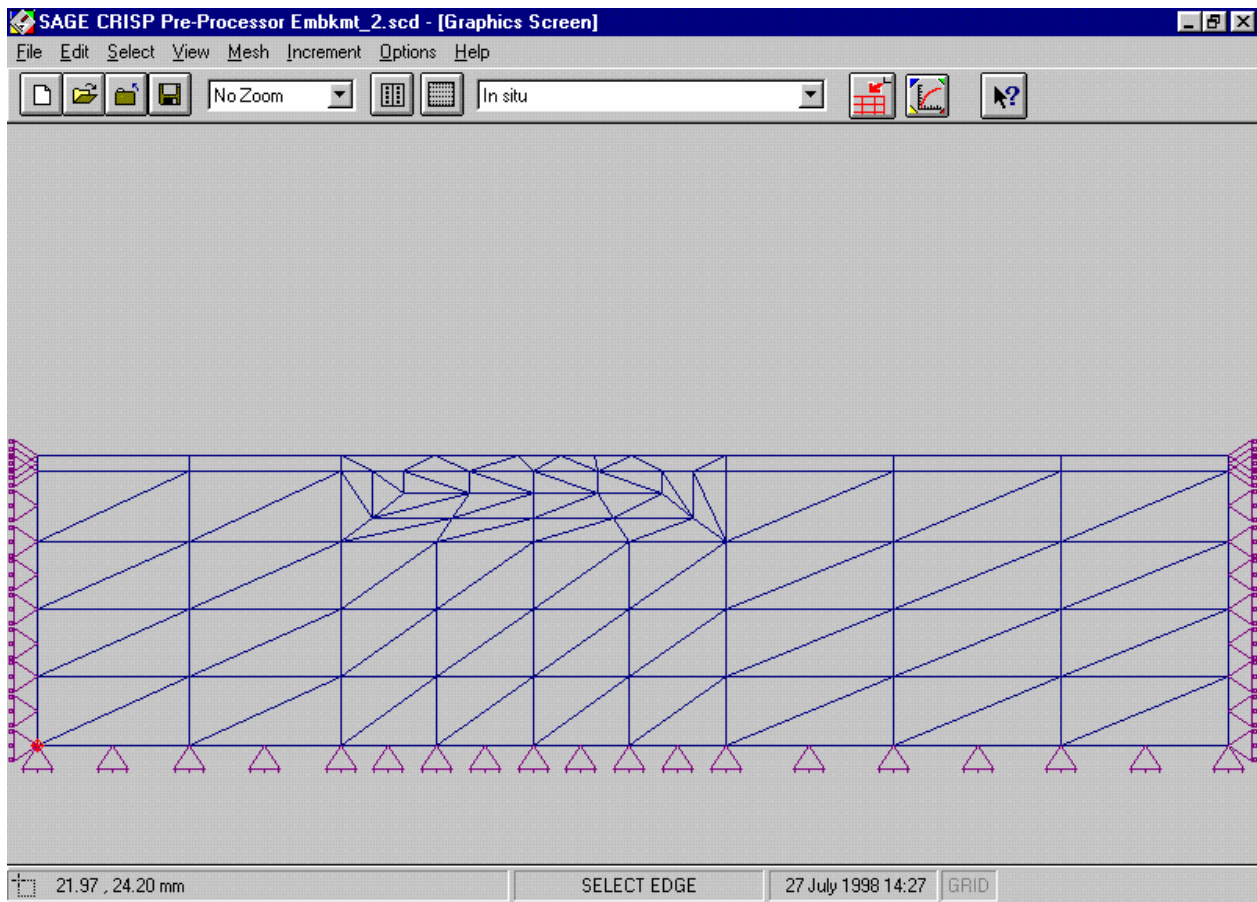 SAGE CRISP Pre-Processor Embkmt_2.scd - [Graphics Screen]
File Edit Select View Mesh Increment Options Help
No Zoom In situ
21.97 , 24.20 mm SELECT EDGE 27 July 1998 14:27 GRID